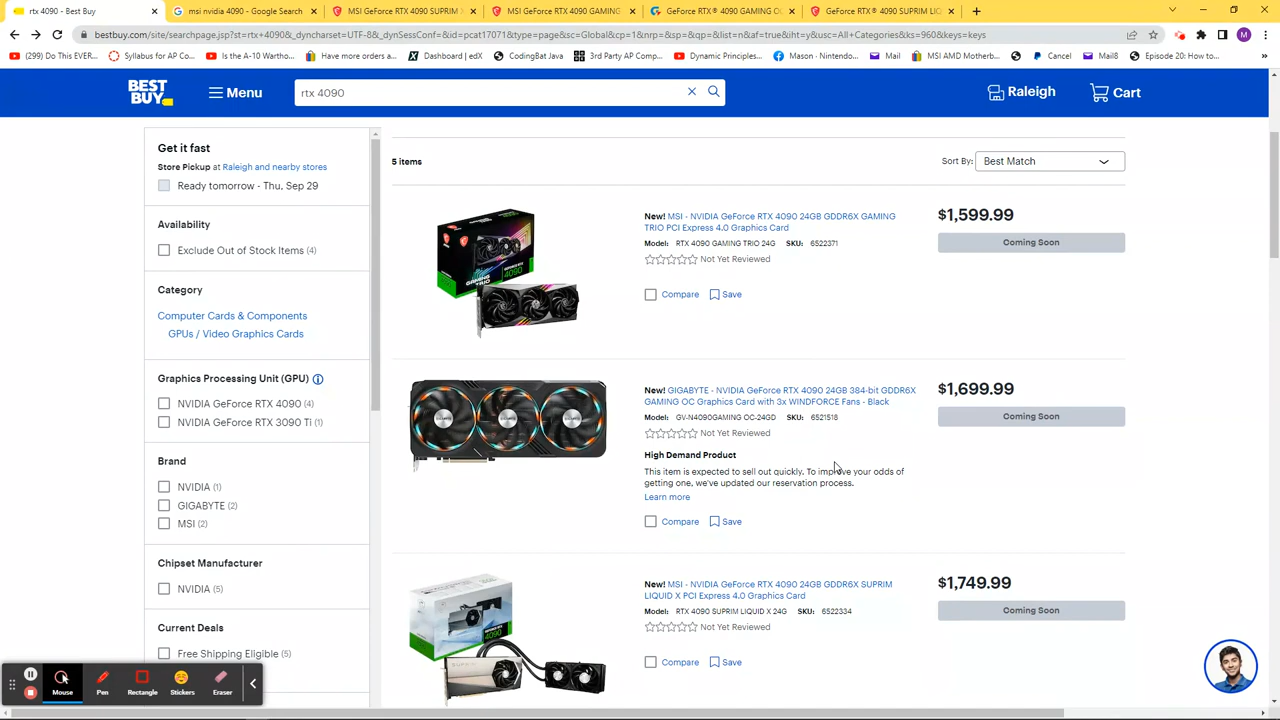 rtx 4090 - Best Buy
msi nvidia 4090 - Google Search
MSI GeForce RTX 4090 SUPRIM X
MSI GeForce RTX 4090 GAMING
GeForce RTX® 4090 GAMING OC
GeForce RTX® 4090 SUPRIM LIQ
bestbuy.com/site/searchpage.jsp?st=rtx+4090&_dyncharset=UTF-8&_dynSessConf=&id=pcat17071&type=page&sc=Global&cp=1&nrp=&sp=&qp=&list=n&af=true&iht=y&usc=All+Categories&ks=960&keys=keys
M
(299) Do This EVER...
Syllabus for AP Co...
Is the A-10 Wartho...
Have more orders a...
Dashboard | edX
CodingBat Java
3rd Party AP Comp...
Dynamic Principles...
Mason - Nintendo...
Mail
MSI AMD Motherb...
Cancel
Mail8
Episode 20: How to...
BEST BUY
Menu
rtx 4090
Raleigh
Cart
Get it fast
Store Pickup at Raleigh and nearby stores
Ready tomorrow - Thu, Sep 29
Availability
Exclude Out of Stock Items (4)
Category
Computer Cards & Components
GPUs / Video Graphics Cards
Graphics Processing Unit (GPU)
NVIDIA GeForce RTX 4090 (4)
NVIDIA GeForce RTX 3090 Ti (1)
Brand
NVIDIA (1)
GIGABYTE (2)
MSI (2)
Chipset Manufacturer
NVIDIA (5)
Current Deals
Free Shipping Eligible (5)
5 items
Sort By: Best Match
New! MSI - NVIDIA GeForce RTX 4090 24GB GDDR6X GAMING
TRIO PCI Express 4.0 Graphics Card
Model: RTX 4090 GAMING TRIO 24G SKU: 6522371
Not Yet Reviewed
Compare Save
$1,599.99
Coming Soon
New! GIGABYTE - NVIDIA GeForce RTX 4090 24GB 384-bit GDDR6X
GAMING OC Graphics Card with 3x WINDFORCE Fans - Black
Model: GV-N4090GAMING OC-24GD SKU: 6521518
Not Yet Reviewed
High Demand Product
This item is expected to sell out quickly. To improve your odds of
getting one, we've updated our reservation process.
Learn more
Compare Save
$1,699.99
Coming Soon
New! MSI - NVIDIA GeForce RTX 4090 24GB GDDR6X SUPRIM
LIQUID X PCI Express 4.0 Graphics Card
Model: RTX 4090 SUPRIM LIQUID X 24G SKU: 6522334
Not Yet Reviewed
Compare Save
$1,749.99
Coming Soon
Mouse
Pen
Rectangle
Stickers
Eraser